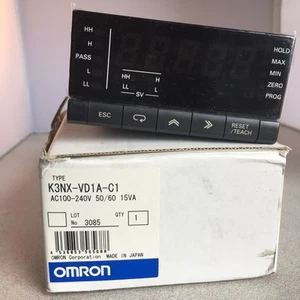 HH
H
PASS
L
LL
HH H
LL L
SV
HOLD
MAX
MIN
ZERO
PROG
ESC
RESET
/TEACH
TYPE
K3NX-VD1A-C1
AC100-240V 50/60 15VA
LOT
No. 3085
QTY
1
OMRON Corporation MADE IN JAPAN
OMRON